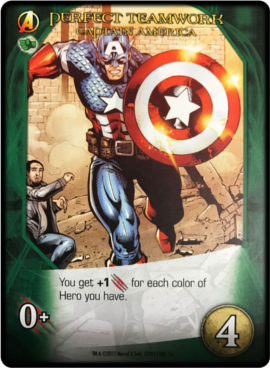 PERFECT TEAMWORK
CAPTAIN AMERICA
You get +1 for each color of
Hero you have.
0+
4